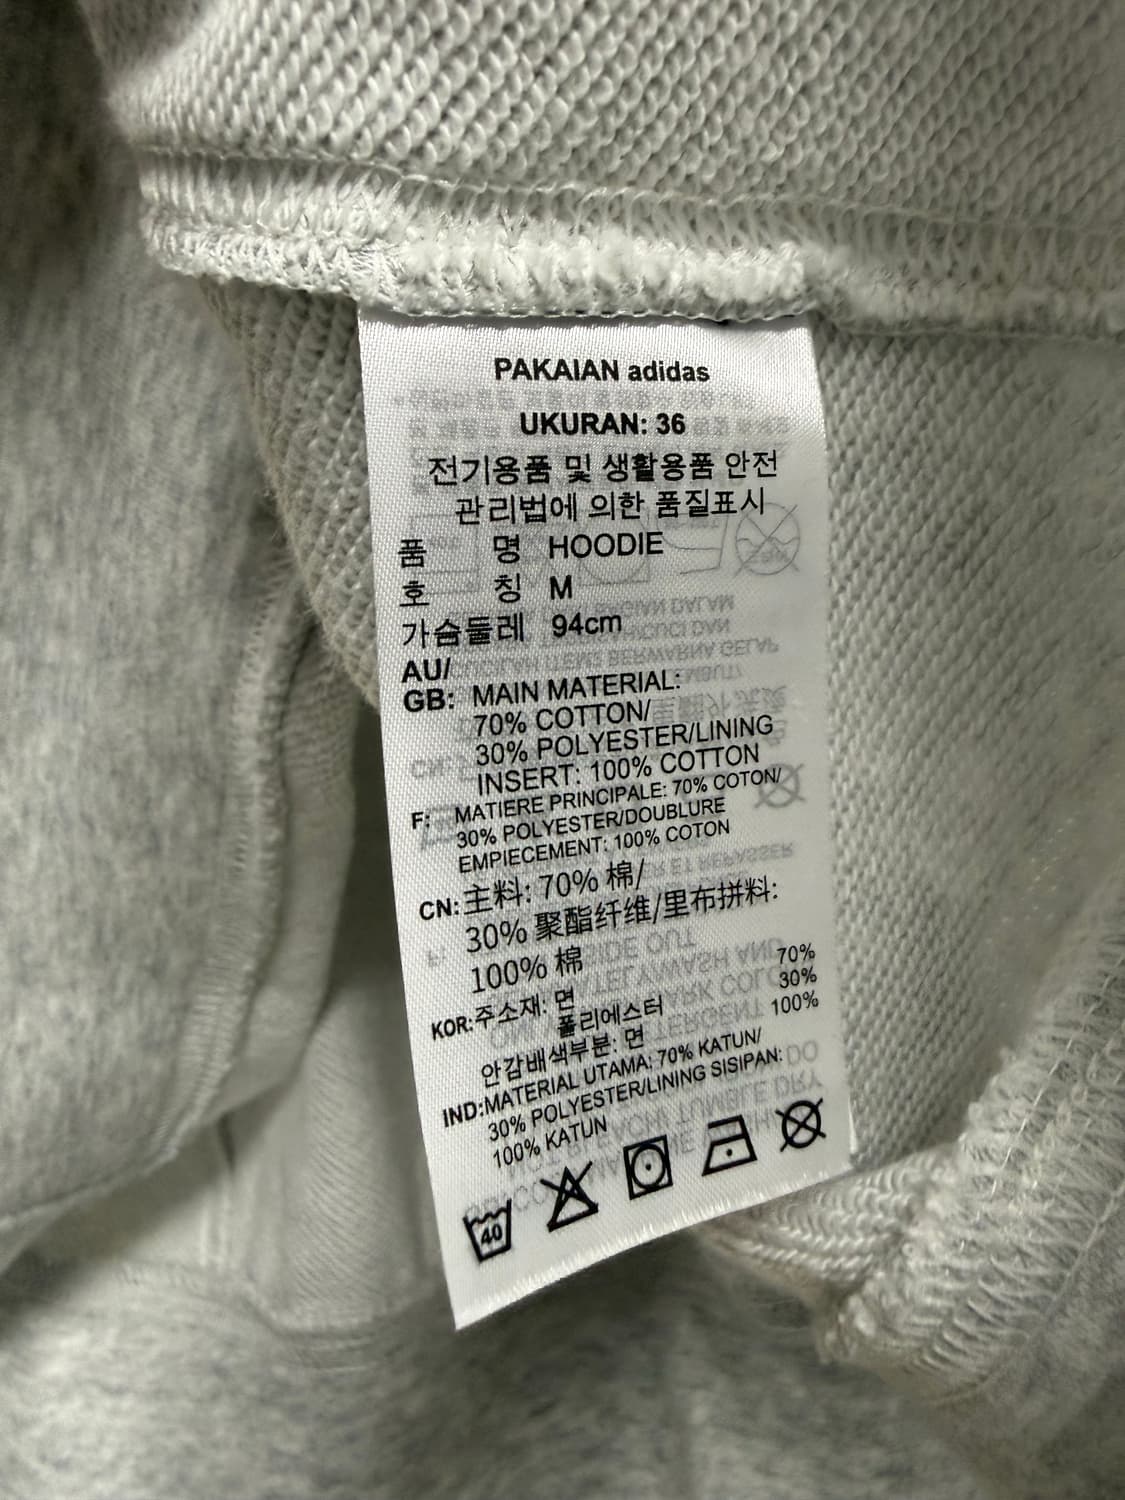 PAKAIAN adidas
UKURAN: 36
전기용품 및 생활용품 안전
관리법에 의한 품질표시
품 명 HOODIE
호 칭 M
가슴둘레 94cm
AU/
GB: MAIN MATERIAL:
70% COTTON/
30% POLYESTER/LINING
INSERT: 100% COTTON
F: MATIERE PRINCIPALE: 70% COTON/
30% POLYESTER/DOUBLURE
EMPIECEMENT: 100% COTON
CN: 主料: 70% 棉/
30% 聚酯纤维/里布拼料:
100% 棉
KOR: 주소재: 면 70%
폴리에스터 30%
안감배색부분: 면 100%
IND: MATERIAL UTAMA: 70% KATUN/
30% POLYESTER/LINING SISIPAN:
100% KATUN
40